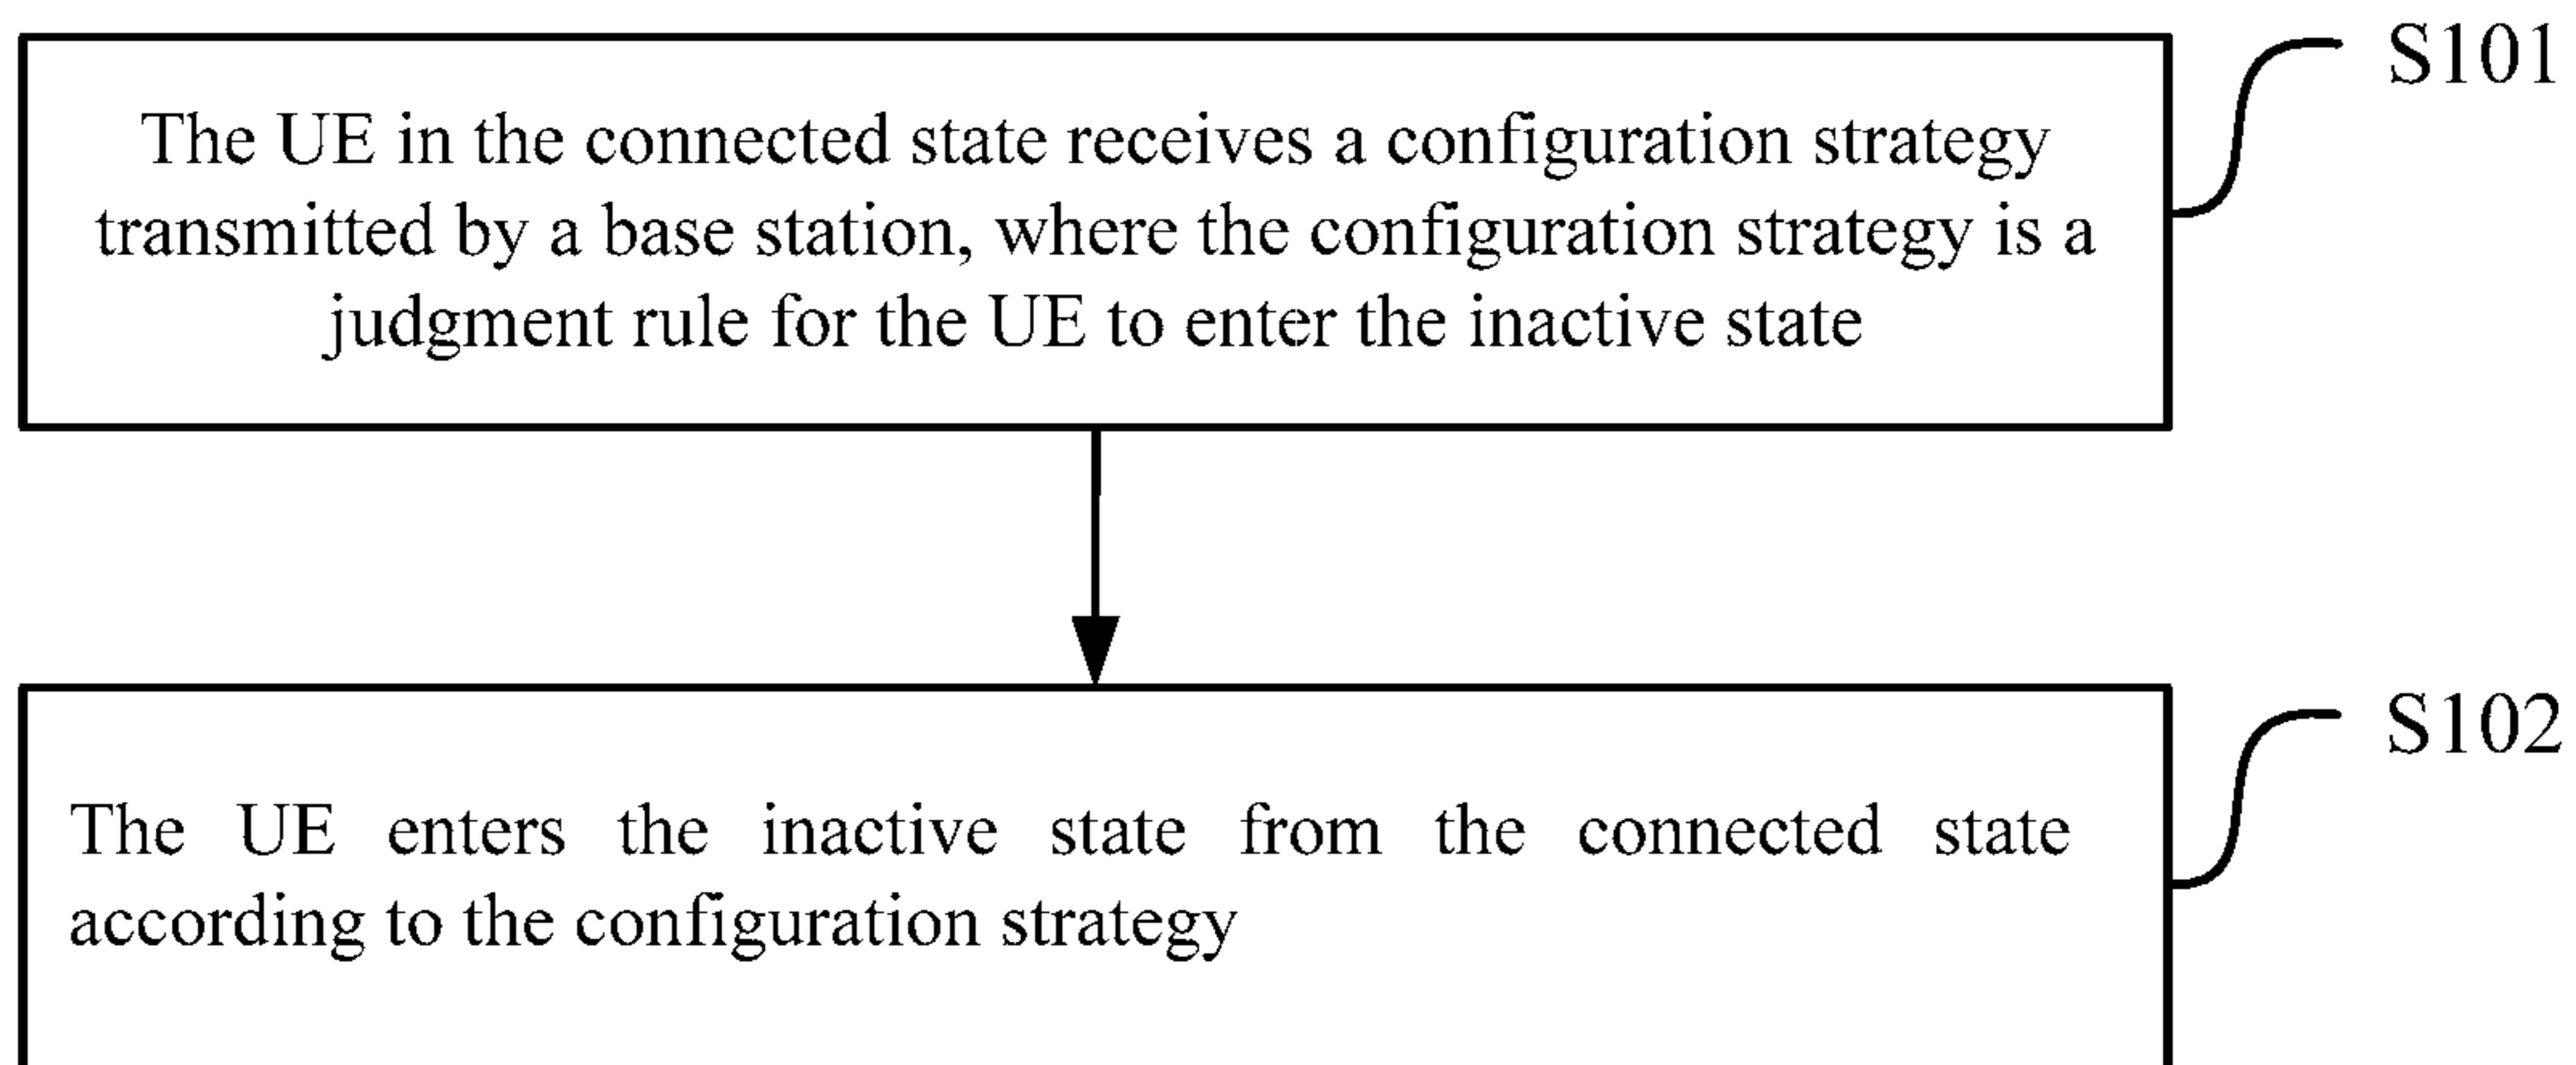 S101
The UE in the connected state receives a configuration strategy
transmitted by a base station, where the configuration strategy is a
judgment rule for the UE to enter the inactive state
S102
The UE enters the inactive state from the connected state
according to the configuration strategy